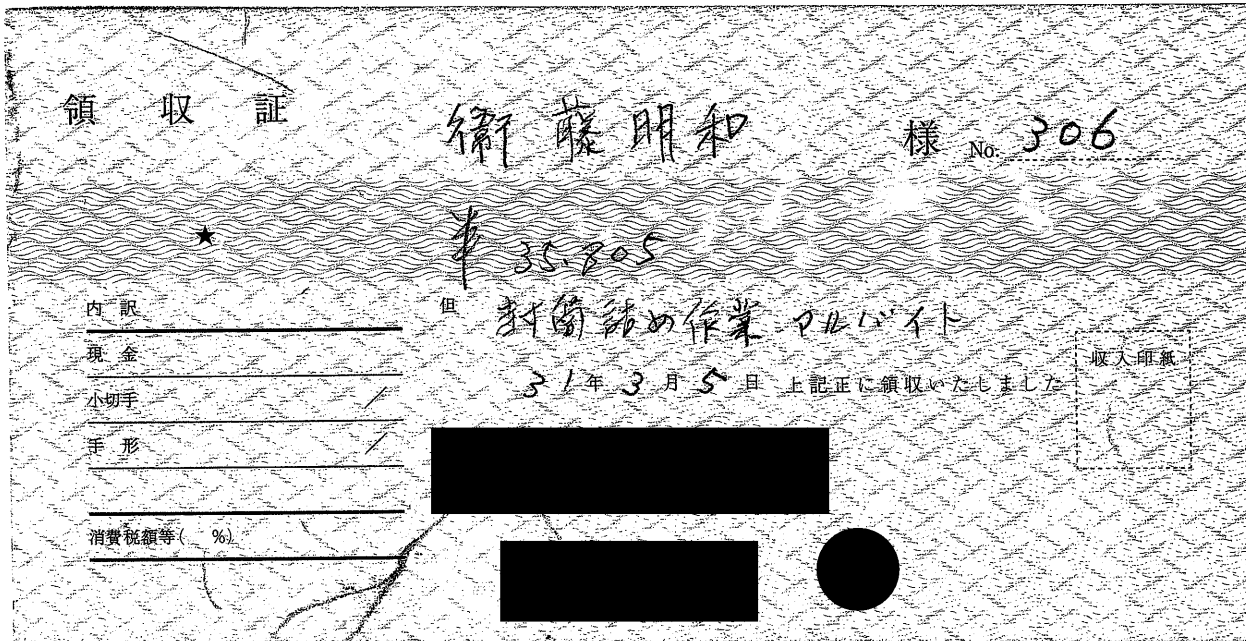 領収証 衛藤明和 様 No. 306
★ ¥35.805
内訳
但 封筒詰め作業 アルバイト
現金
収入印紙
31年3月5日 上記正に領収いたしました
小切手 /
手形 /
消費税額等( %)